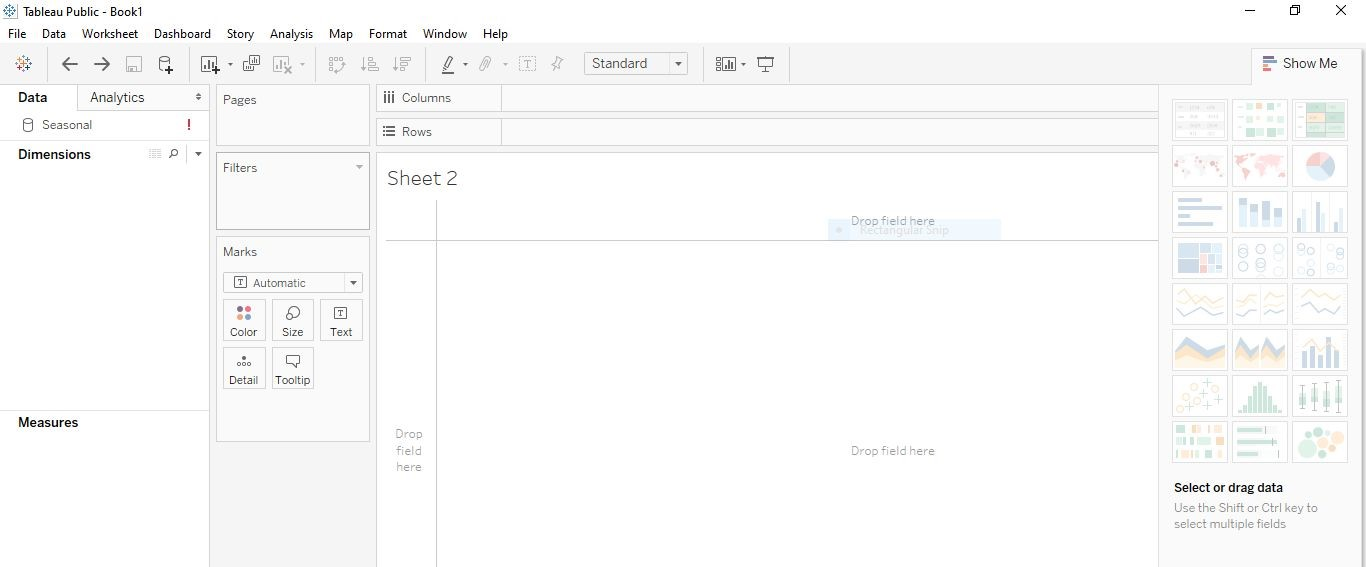 Tableau Public - Book1
File Data Worksheet Dashboard Story Analysis Map Format Window Help
Standard
Show Me
Data Analytics
Seasonal !
Dimensions
Measures
Pages
Filters
Marks
Automatic
Color Size Text
Detail Tooltip
Columns
Rows
Sheet 2
Drop field here
Rectangular Snip
Drop
field
here
Drop field here
Select or drag data
Use the Shift or Ctrl key to
select multiple fields